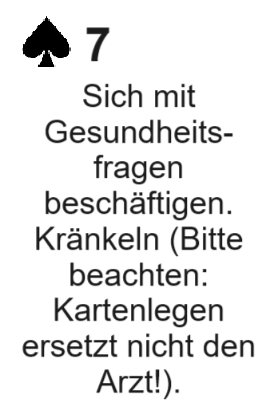 ♠ 7
Sich mit
Gesundheits-
fragen
beschäftigen.
Kränkeln (Bitte
beachten:
Kartenlegen
ersetzt nicht den
Arzt!).